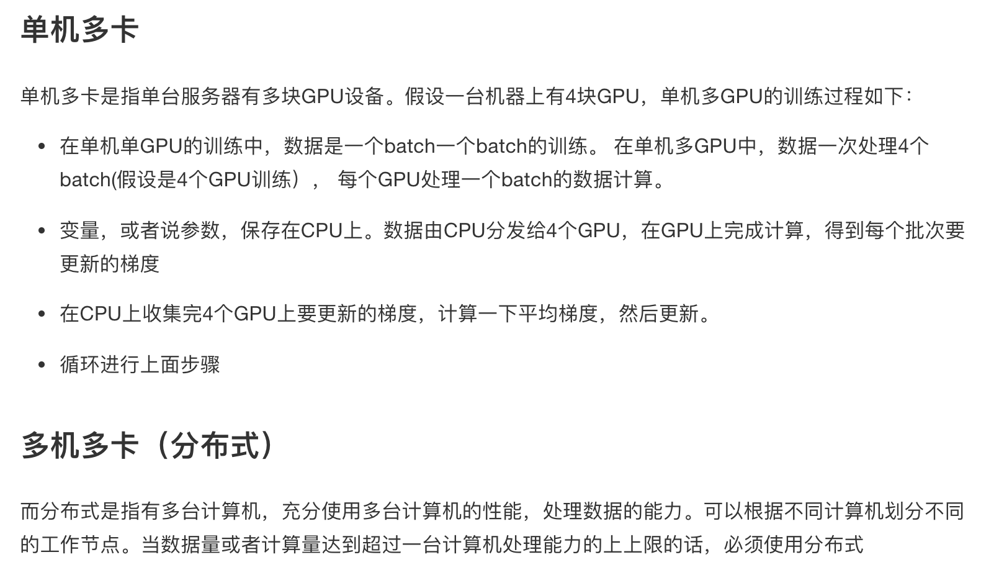 单机多卡
单机多卡是指单台服务器有多块GPU设备。假设一台机器上有4块GPU，单机多GPU的训练过程如下：
• 在单机单GPU的训练中，数据是一个batch一个batch的训练。 在单机多GPU中，数据一次处理4个
batch(假设是4个GPU训练）， 每个GPU处理一个batch的数据计算。
• 变量，或者说参数，保存在CPU上。数据由CPU分发给4个GPU，在GPU上完成计算，得到每个批次要
更新的梯度
• 在CPU上收集完4个GPU上要更新的梯度，计算一下平均梯度，然后更新。
• 循环进行上面步骤
多机多卡（分布式）
而分布式是指有多台计算机，充分使用多台计算机的性能，处理数据的能力。可以根据不同计算机划分不同
的工作节点。当数据量或者计算量达到超过一台计算机处理能力的上上限的话，必须使用分布式